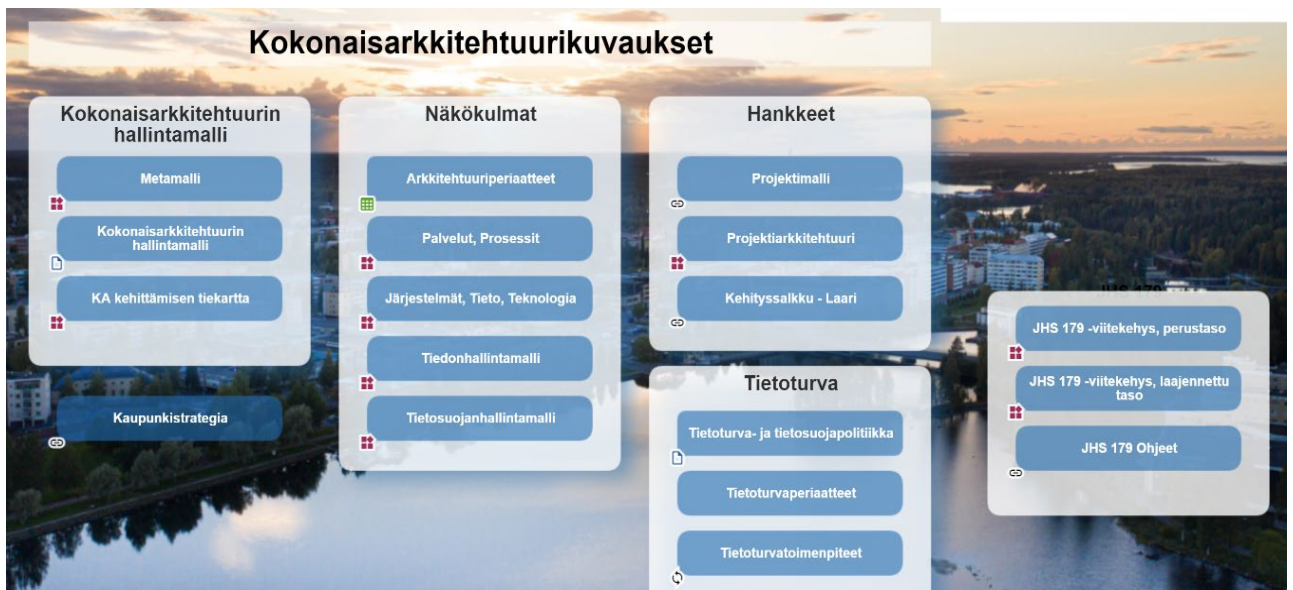 Kokonaisarkkitehtuurikuvaukset
Kokonaisarkkitehtuurin
hallintamalli
Metamalli
Kokonaisarkkitehtuurin
hallintamalli
KA kehittämisen tiekartta
Kaupunkistrategia
Näkökulmat
Arkkitehtuuriperiaatteet
Palvelut, Prosessit
Järjestelmät, Tieto, Teknologia
Tiedonhallintamalli
Tietosuojanhallintamalli
Hankkeet
Projektimalli
Projektiarkkitehtuuri
Kehityssalkku - Laari
Tietoturva
Tietoturva- ja tietosuojapolitiikka
Tietoturvaperiaatteet
Tietoturvatoimenpiteet
JHS 179
JHS 179 -viitekehys, perustaso
JHS 179 -viitekehys, laajennettu
taso
JHS 179 Ohjeet